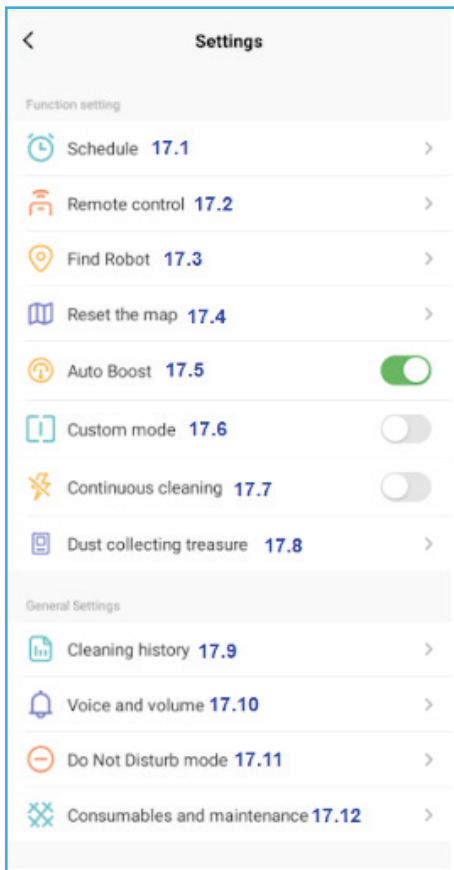 Settings
Function setting
Schedule 17.1
Remote control 17.2
Find Robot 17.3
Reset the map 17.4
Auto Boost 17.5
Custom mode 17.6
Continuous cleaning 17.7
Dust collecting treasure 17.8
General Settings
Cleaning history 17.9
Voice and volume 17.10
Do Not Disturb mode 17.11
Consumables and maintenance 17.12